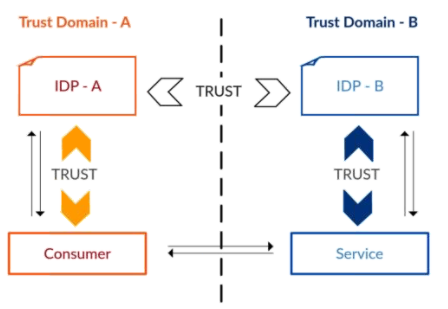 Trust Domain - A
Trust Domain - B
IDP - A
TRUST
IDP - B
TRUST
TRUST
Consumer
Service